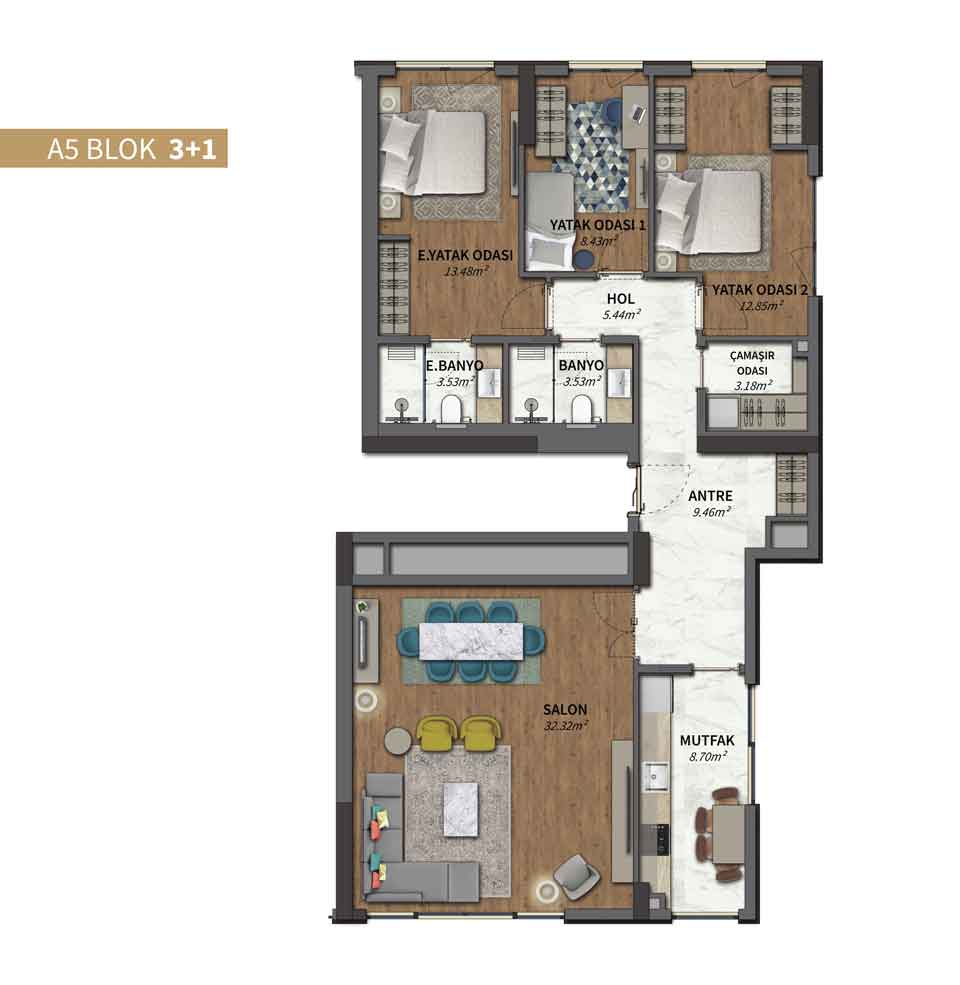 A5 BLOK 3+1
E.YATAK ODASI
13.48m²
YATAK ODASI 1
8.43m²
YATAK ODASI 2
12.85m²
HOL
5.44m²
E.BANYO
3.53m²
BANYO
3.53m²
ÇAMAŞIR
ODASI
3.18m²
ANTRE
9.46m²
SALON
32.32m²
MUTFAK
8.70m²